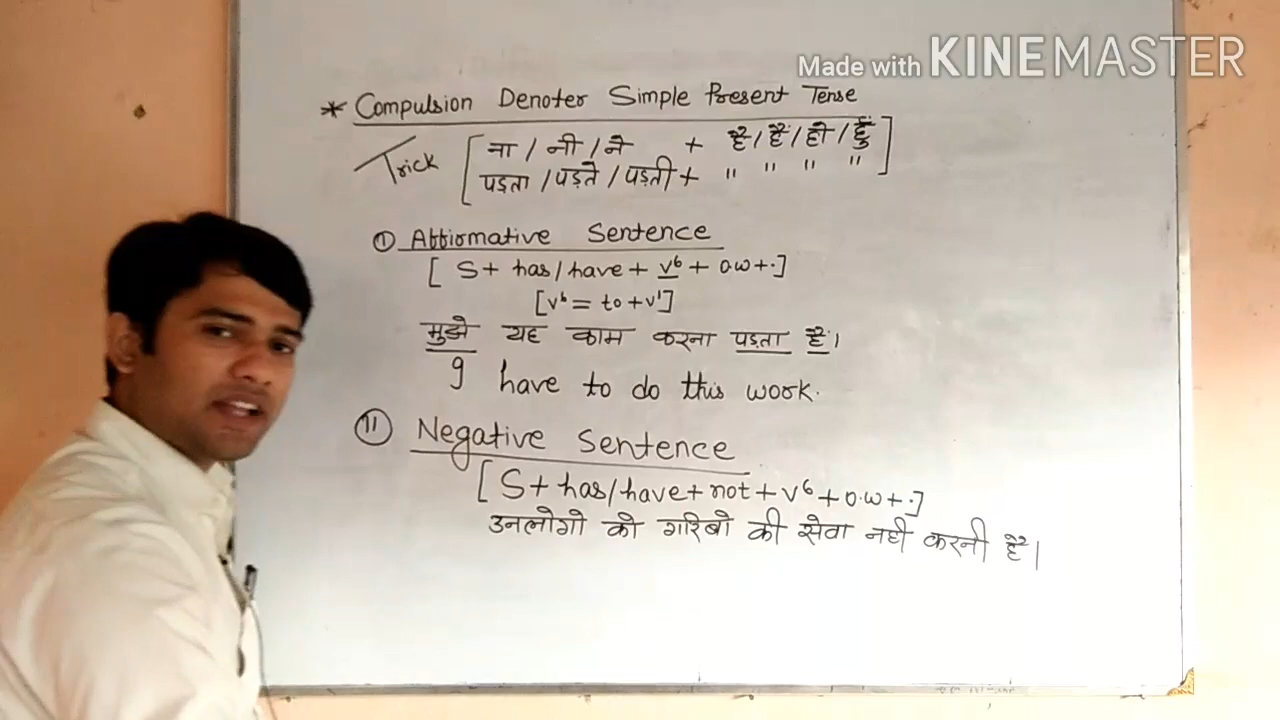 Made with KINEMASTER
* Compulsion Denoter Simple Present Tense
Trick [ ना / नी / ने + है / हैं / हो / हूँ ]
पड़ता / पड़ते / पड़ती + " " " "
① Affirmative Sentence
[ S + has/have + v⁶ + o.w + . ]
[ v⁶ = to + v¹ ]
मुझे यह काम करना पड़ता है।
I have to do this work.
⑪ Negative Sentence
[ S + has/have + not + v⁶ + o.w + . ]
उनलोगो को गरिबो की सेवा नही करनी है।